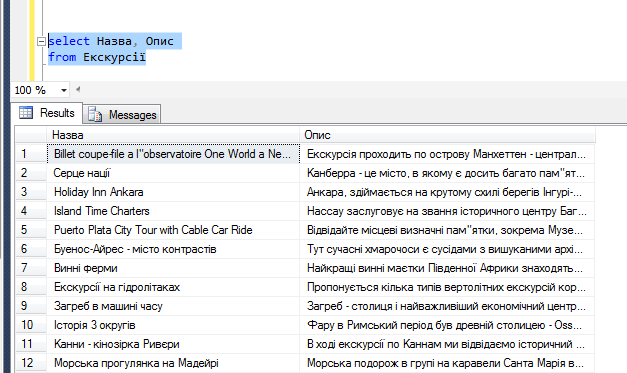 select Назва, Опис
from Екскурсії
100 %
Results Messages
Назва Опис
1 Billet coupe-file a l"observatoire One World a Ne... Екскурсія проходить по острову Манхеттен - централ...
2 Серце нації Канберра - це місто, в якому є досить багато пам"ят...
3 Holiday Inn Ankara Анкара, здіймається на крутому схилі берегів Інгурі-...
4 Island Time Charters Нассау заслуговує на звання історичного центру Баг...
5 Puerto Plata City Tour with Cable Car Ride Відвідайте місцеві визначні пам"ятки, зокрема Музе...
6 Буенос-Айрес - місто контрастів Тут сучасні хмарочоси є сусідами з вишуканими архі...
7 Винні ферми Найкращі винні маєтки Південної Африки знаходять...
8 Екскурсії на гідролітаках Пропонується кілька типів вертолітних екскурсій кор...
9 Загреб в машині часу Загреб - столиця і найважливіший економічний центр...
10 Історія 3 округів Фару в Римський період був древній столицею - Oss...
11 Канни - кінозірка Ривєри В ході екскурсії по Каннам ми відвідаємо історичний ...
12 Морська прогулянка на Мадейрі Морська подорож в групі на каравели Санта Марія в...